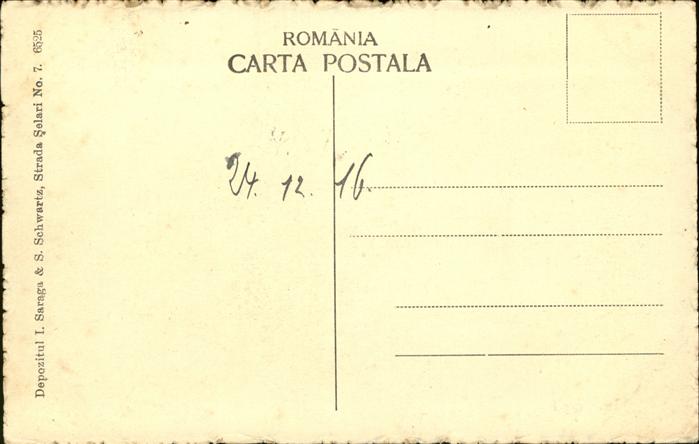 ROMÂNIA
CARTA POSTALA
24. 12. 16.
Depozitul I. Saraga & S. Schwartz, Strada Şelari No. 7. 6525